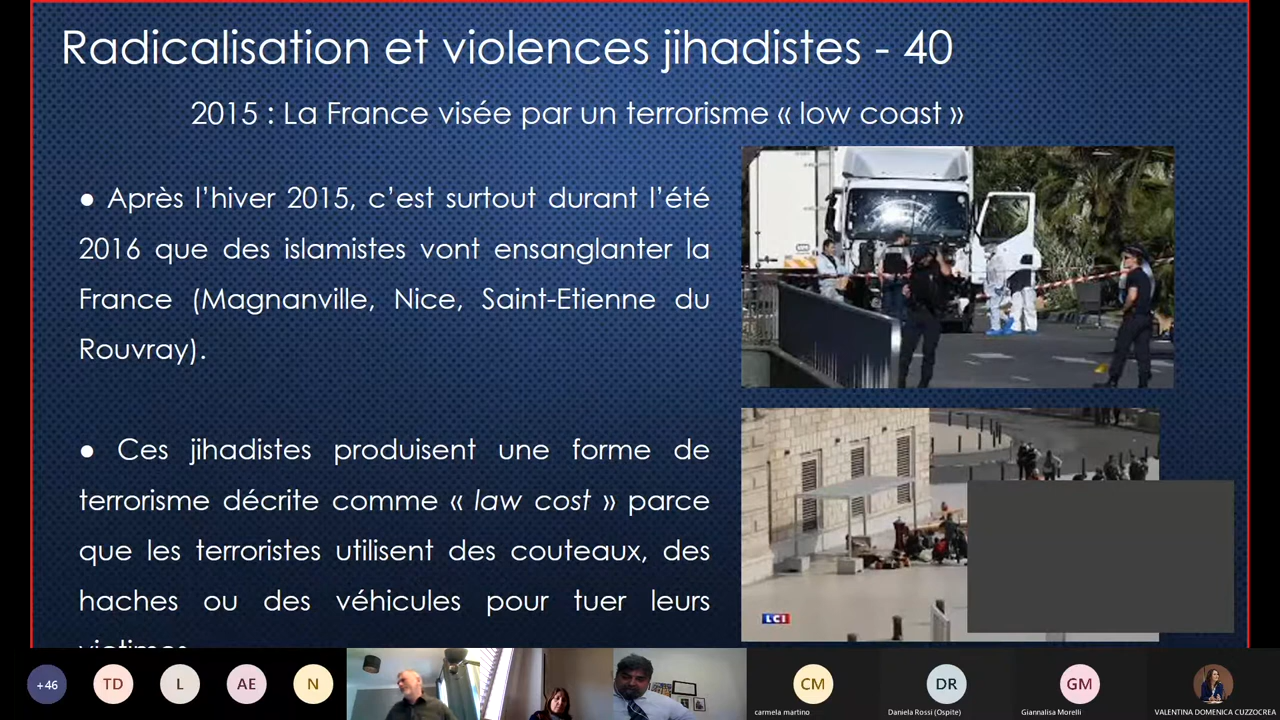 Radicalisation et violences jihadistes - 40
2015 : La France visée par un terrorisme « low coast »
● Après l'hiver 2015, c'est surtout durant l'été
2016 que des islamistes vont ensanglanter la
France (Magnanville, Nice, Saint-Etienne du
Rouvray).
● Ces jihadistes produisent une forme de
terrorisme décrite comme « law cost » parce
que les terroristes utilisent des couteaux, des
haches ou des véhicules pour tuer leurs
LCI
+46
TD
L
AE
N
CM
DR
GM
carmela martino
Daniela Rossi (Ospite)
Giannalisa Morelli
VALENTINA DOMENICA CUZZOCREA